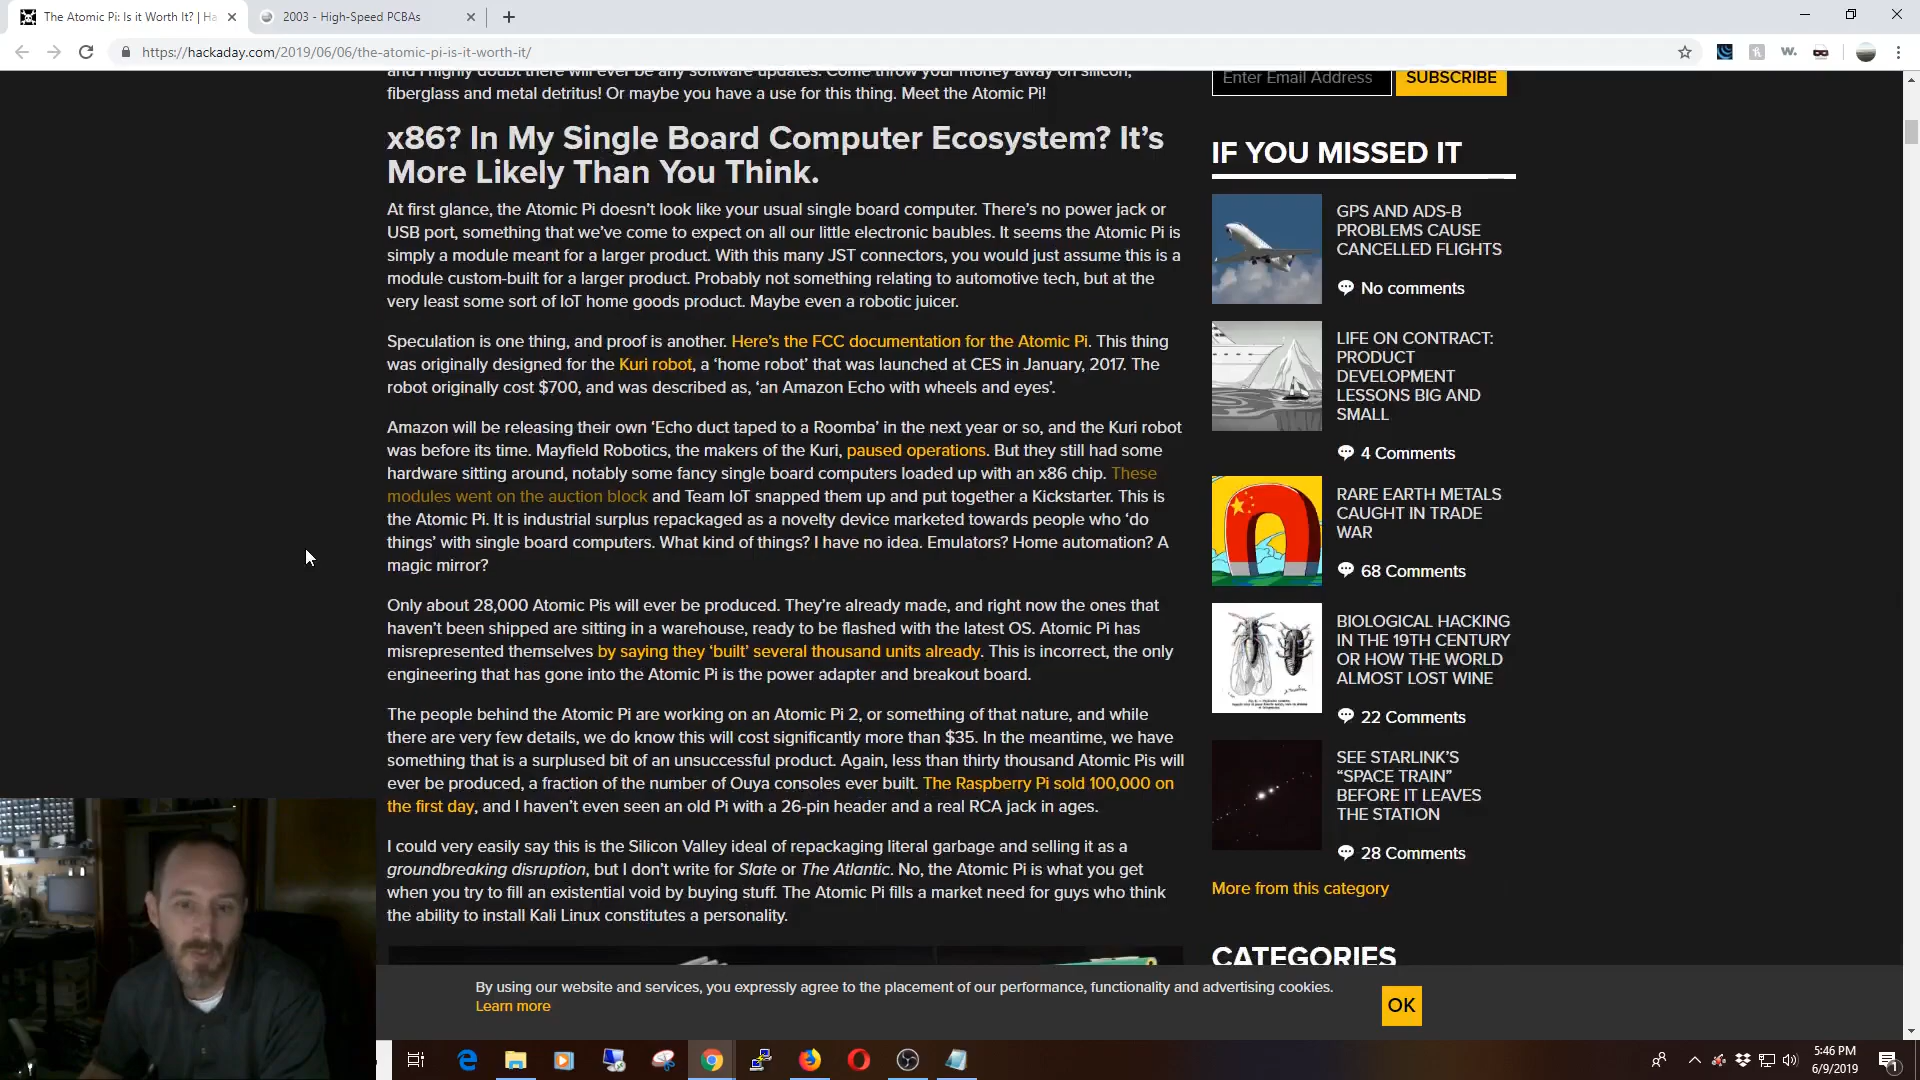 The Atomic Pi: Is it Worth It? | Ha
2003 - High-Speed PCBAs
https://hackaday.com/2019/06/06/the-atomic-pi-is-it-worth-it/
w.
and I highly doubt there will ever be any software updates. Come throw your money away on silicon,
fiberglass and metal detritus! Or maybe you have a use for this thing. Meet the Atomic Pi!
x86? In My Single Board Computer Ecosystem? It’s
More Likely Than You Think.
At first glance, the Atomic Pi doesn’t look like your usual single board computer. There’s no power jack or
USB port, something that we’ve come to expect on all our little electronic baubles. It seems the Atomic Pi is
simply a module meant for a larger product. With this many JST connectors, you would just assume this is a
module custom-built for a larger product. Probably not something relating to automotive tech, but at the
very least some sort of IoT home goods product. Maybe even a robotic juicer.
Speculation is one thing, and proof is another. Here’s the FCC documentation for the Atomic Pi. This thing
was originally designed for the Kuri robot, a ‘home robot’ that was launched at CES in January, 2017. The
robot originally cost $700, and was described as, ‘an Amazon Echo with wheels and eyes’.
Amazon will be releasing their own ‘Echo duct taped to a Roomba’ in the next year or so, and the Kuri robot
was before its time. Mayfield Robotics, the makers of the Kuri, paused operations. But they still had some
hardware sitting around, notably some fancy single board computers loaded up with an x86 chip. These
modules went on the auction block and Team IoT snapped them up and put together a Kickstarter. This is
the Atomic Pi. It is industrial surplus repackaged as a novelty device marketed towards people who ‘do
things’ with single board computers. What kind of things? I have no idea. Emulators? Home automation? A
magic mirror?
Only about 28,000 Atomic Pis will ever be produced. They’re already made, and right now the ones that
haven’t been shipped are sitting in a warehouse, ready to be flashed with the latest OS. Atomic Pi has
misrepresented themselves by saying they ‘built’ several thousand units already. This is incorrect, the only
engineering that has gone into the Atomic Pi is the power adapter and breakout board.
The people behind the Atomic Pi are working on an Atomic Pi 2, or something of that nature, and while
there are very few details, we do know this will cost significantly more than $35. In the meantime, we have
something that is a surplused bit of an unsuccessful product. Again, less than thirty thousand Atomic Pis will
ever be produced, a fraction of the number of Ouya consoles ever built. The Raspberry Pi sold 100,000 on
the first day, and I haven’t even seen an old Pi with a 26-pin header and a real RCA jack in ages.
I could very easily say this is the Silicon Valley ideal of repackaging literal garbage and selling it as a
groundbreaking disruption, but I don’t write for Slate or The Atlantic. No, the Atomic Pi is what you get
when you try to fill an existential void by buying stuff. The Atomic Pi fills a market need for guys who think
the ability to install Kali Linux constitutes a personality.
Enter Email Address
SUBSCRIBE
IF YOU MISSED IT
GPS AND ADS-B
PROBLEMS CAUSE
CANCELLED FLIGHTS
No comments
LIFE ON CONTRACT:
PRODUCT
DEVELOPMENT
LESSONS BIG AND
SMALL
4 Comments
RARE EARTH METALS
CAUGHT IN TRADE
WAR
68 Comments
BIOLOGICAL HACKING
IN THE 19TH CENTURY
OR HOW THE WORLD
ALMOST LOST WINE
22 Comments
SEE STARLINK’S
“SPACE TRAIN”
BEFORE IT LEAVES
THE STATION
28 Comments
More from this category
CATEGORIES
By using our website and services, you expressly agree to the placement of our performance, functionality and advertising cookies.
Learn more
OK
5:46 PM
6/9/2019
1